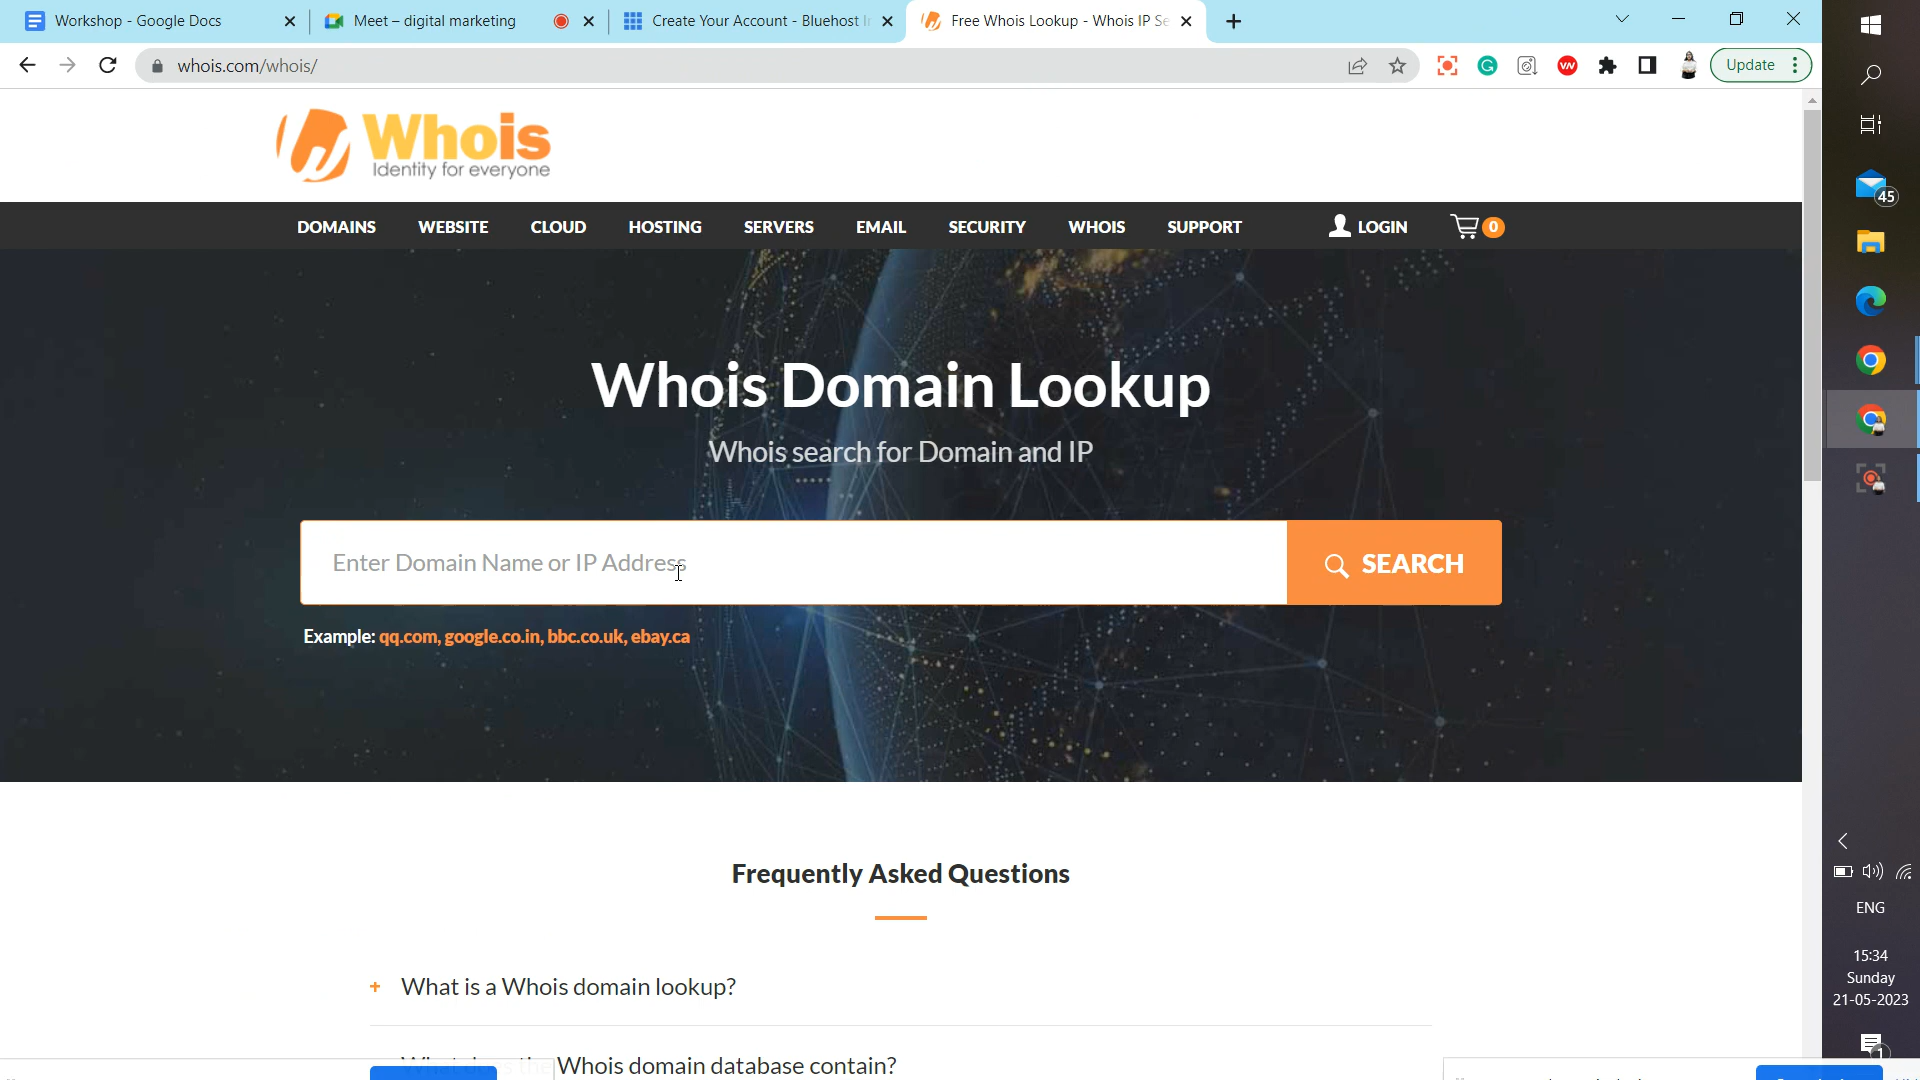 Workshop - Google Docs
Meet – digital marketing
Create Your Account - Bluehost
Free Whois Lookup - Whois IP Se
whois.com/whois/
Update
Whois
Identity for everyone
DOMAINS WEBSITE CLOUD HOSTING SERVERS EMAIL SECURITY WHOIS SUPPORT LOGIN 0
Whois Domain Lookup
Whois search for Domain and IP
Enter Domain Name or IP Address
SEARCH
Example: qq.com, google.co.in, bbc.co.uk, ebay.ca
Frequently Asked Questions
+ What is a Whois domain lookup?
What does the Whois domain database contain?
45
ENG
15:34
Sunday
21-05-2023
1